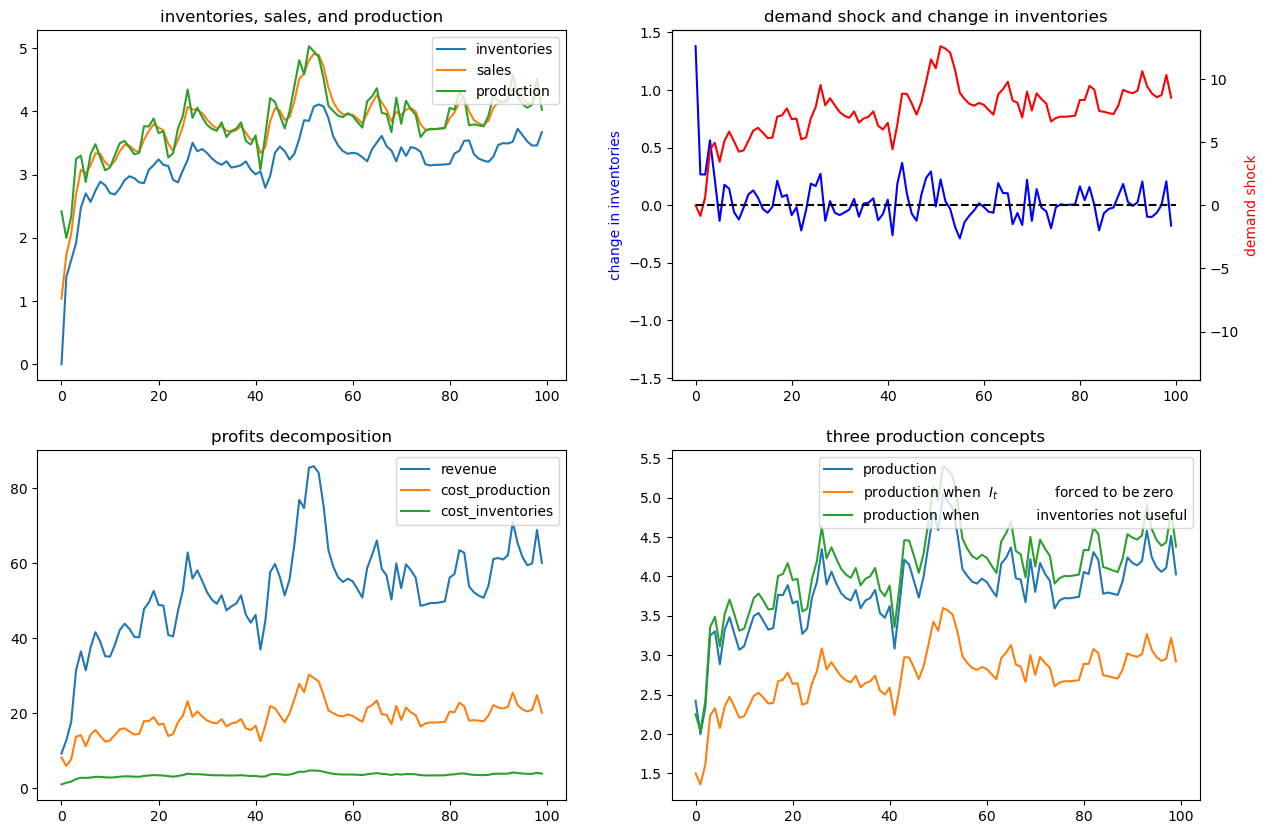 inventories, sales, and production
5
4
3
2
1
0
inventories
sales
production
0 20 40 60 80 100
demand shock and change in inventories
1.5
1.0
0.5
0.0
−0.5
−1.0
−1.5
change in inventories
10
5
0
−5
−10
demand shock
0 20 40 60 80 100
profits decomposition
80
60
40
20
0
revenue
cost_production
cost_inventories
0 20 40 60 80 100
three production concepts
5.5
5.0
4.5
4.0
3.5
3.0
2.5
2.0
1.5
production
production when I_t forced to be zero
production when inventories not useful
0 20 40 60 80 100